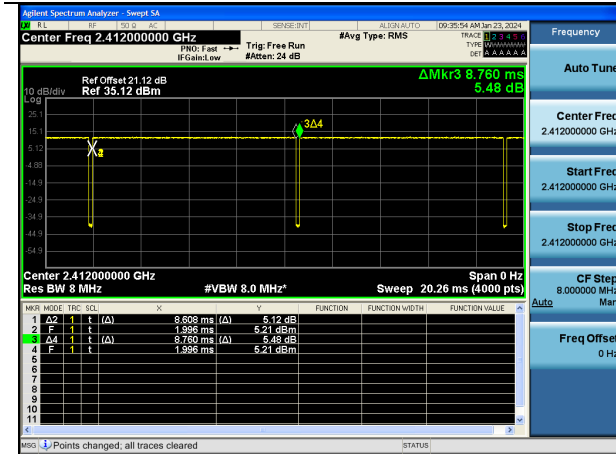 Agilent Spectrum Analyzer - Swept SA
RL RF 50 Ω AC SENSE:INT ALIGN AUTO 09:35:54 AM Jan 23, 2024
Center Freq 2.412000000 GHz
PNO: Fast
IFGain:Low
Trig: Free Run
#Atten: 24 dB
#Avg Type: RMS
TRACE 1 2 3 4 5 6
TYPE
DET A A A A A A
Ref Offset 21.12 dB
10 dB/div Ref 35.12 dBm
Log
ΔMkr3 8.760 ms
5.48 dB
25.1
15.1
5.12
-4.88
-14.9
-24.9
-34.9
-44.9
-54.9
3Δ4
Center 2.412000000 GHz Span 0 Hz
Res BW 8 MHz #VBW 8.0 MHz* Sweep 20.26 ms (4000 pts)
MKR MODE TRC SCL X Y FUNCTION FUNCTION WIDTH FUNCTION VALUE
1 Δ2 1 t (Δ) 8.608 ms (Δ) 5.12 dB
2 F 1 t 1.996 ms 5.21 dBm
3 Δ4 1 t (Δ) 8.760 ms (Δ) 5.48 dB
4 F 1 t 1.996 ms 5.21 dBm
5
6
7
8
9
10
11
MSG Points changed; all traces cleared STATUS
Frequency
Auto Tune
Center Freq
2.412000000 GHz
Start Freq
2.412000000 GHz
Stop Freq
2.412000000 GHz
CF Step
8.000000 MHz
Auto Man
Freq Offset
0 Hz